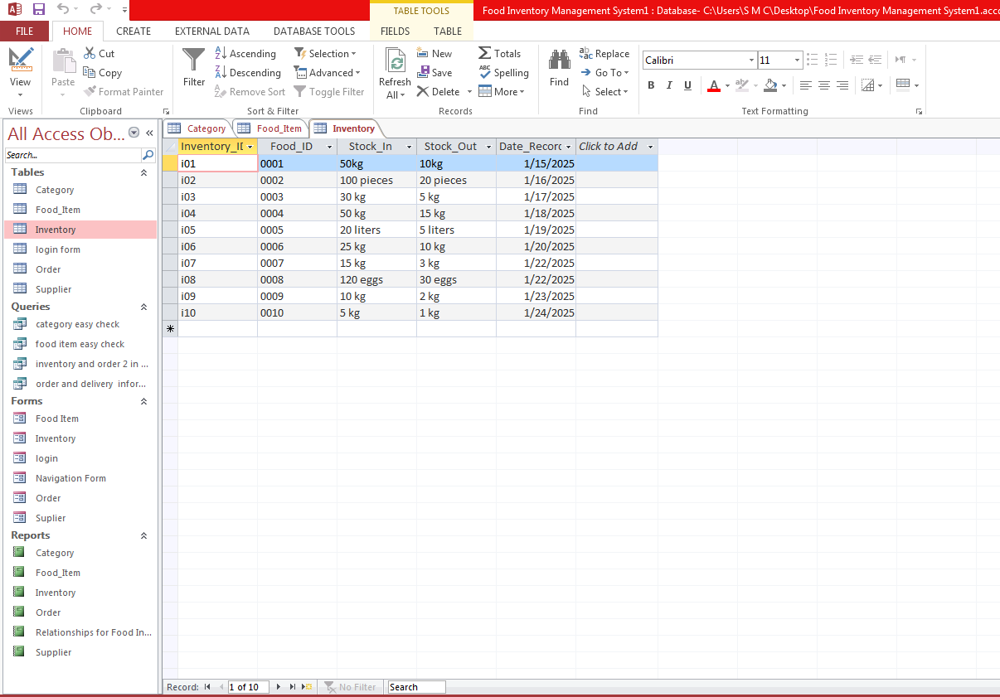 TABLE TOOLS
Food Inventory Management System1 : Database- C:\Users\S M C\Desktop\Food Inventory Management System1.acc
FILE HOME CREATE EXTERNAL DATA DATABASE TOOLS FIELDS TABLE
View
Views
Paste
Cut
Copy
Format Painter
Clipboard
Filter
Ascending
Descending
Remove Sort
Selection
Advanced
Toggle Filter
Sort & Filter
Refresh
All
New
Save
Delete
Totals
Spelling
More
Records
Find
Replace
Go To
Select
Find
Calibri 11
B I U
Text Formatting
All Access Ob...
Search...
Tables
Category
Food_Item
Inventory
login form
Order
Supplier
Queries
category easy check
food item easy check
inventory and order 2 in ...
order and delivery infor...
Forms
Food Item
Inventory
login
Navigation Form
Order
Suplier
Reports
Category
Food_Item
Inventory
Order
Relationships for Food In...
Supplier
Category Food_Item Inventory
Inventory_ID Food_ID Stock_In Stock_Out Date_Record Click to Add
i01 0001 50kg 10kg 1/15/2025
i02 0002 100 pieces 20 pieces 1/16/2025
i03 0003 30 kg 5 kg 1/17/2025
i04 0004 50 kg 15 kg 1/18/2025
i05 0005 20 liters 5 liters 1/19/2025
i06 0006 25 kg 10 kg 1/20/2025
i07 0007 15 kg 3 kg 1/22/2025
i08 0008 120 eggs 30 eggs 1/22/2025
i09 0009 10 kg 2 kg 1/23/2025
i10 0010 5 kg 1 kg 1/24/2025
Record: 1 of 10 No Filter Search